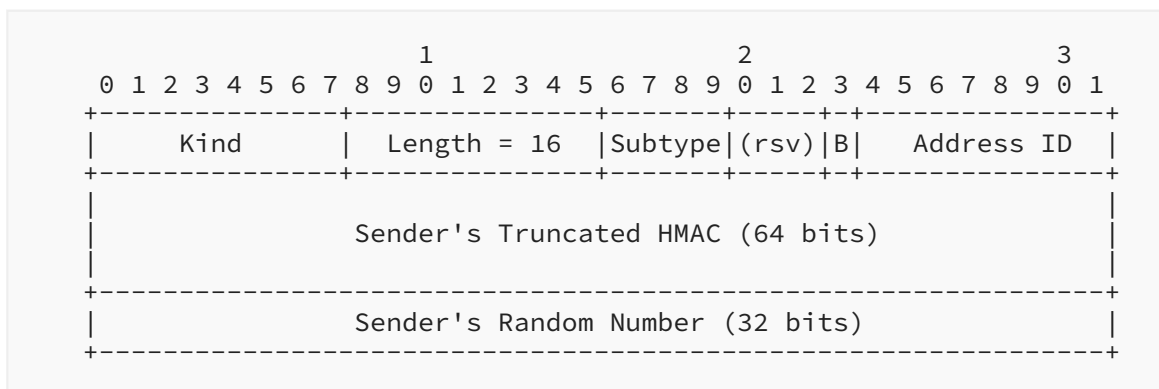 1                   2                   3
 0 1 2 3 4 5 6 7 8 9 0 1 2 3 4 5 6 7 8 9 0 1 2 3 4 5 6 7 8 9 0 1
+---------------+---------------+-------+-----+-+---------------+
|     Kind      |  Length = 16  |Subtype|(rsv)|B|   Address ID  |
+---------------+---------------+-------+-----+-+---------------+
|                                                               |
|                Sender's Truncated HMAC (64 bits)              |
|                                                               |
+---------------------------------------------------------------+
|                Sender's Random Number (32 bits)               |
+---------------------------------------------------------------+